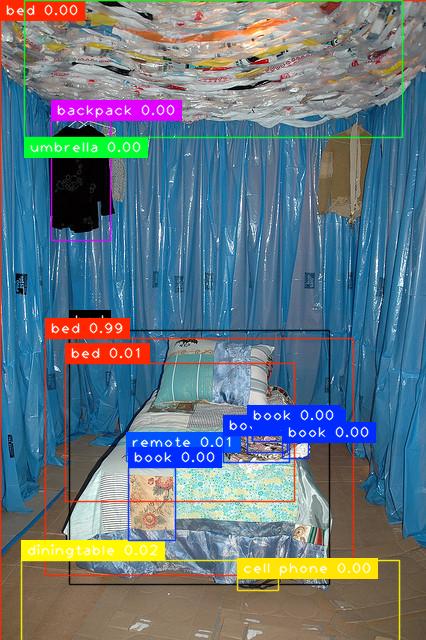 bed 0.00
backpack 0.00
umbrella 0.00
bed 0.99
bed 0.01
book 0.00
bo
book 0.00
remote 0.01
book 0.00
diningtable 0.02
cell phone 0.00